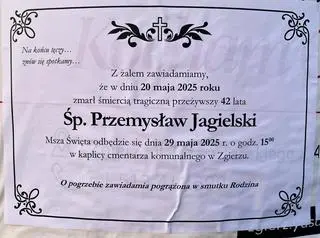 Na końcu tęczy...
znów się spotkamy...
Z żalem zawiadamiamy,
że w dniu 20 maja 2025 roku
zmarł śmiercią tragiczną przeżywszy 42 lata
Śp. Przemysław Jagielski
Msza Święta odbędzie się dnia 29 maja 2025 r. o godz. 15⁰⁰
w kaplicy cmentarza komunalnego w Zgierzu.
O pogrzebie zawiadamia pogrążona w smutku Rodzina